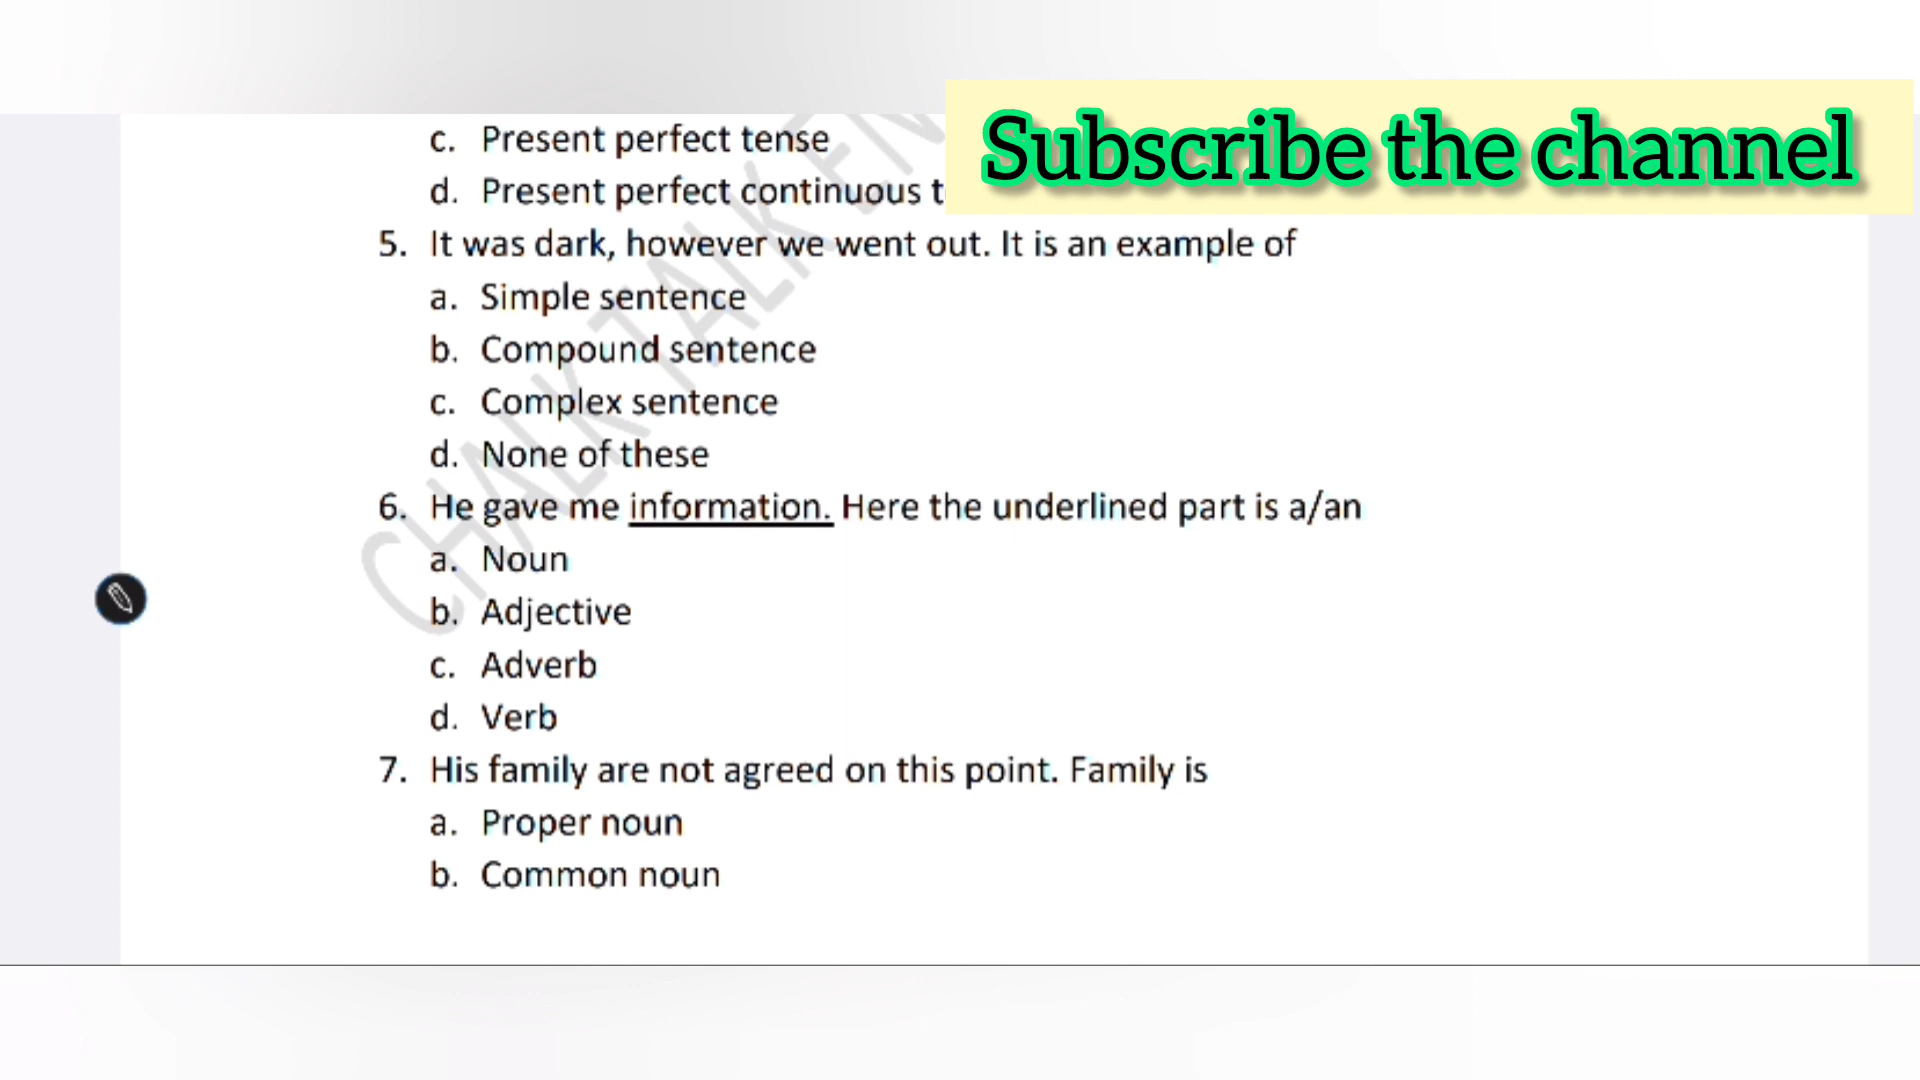 Subscribe the channel
c. Present perfect tense
d. Present perfect continuous
5. It was dark, however we went out. It is an example of
a. Simple sentence
b. Compound sentence
c. Complex sentence
d. None of these
6. He gave me information. Here the underlined part is a/an
a. Noun
b. Adjective
c. Adverb
d. Verb
7. His family are not agreed on this point. Family is
a. Proper noun
b. Common noun
CHALK TALK